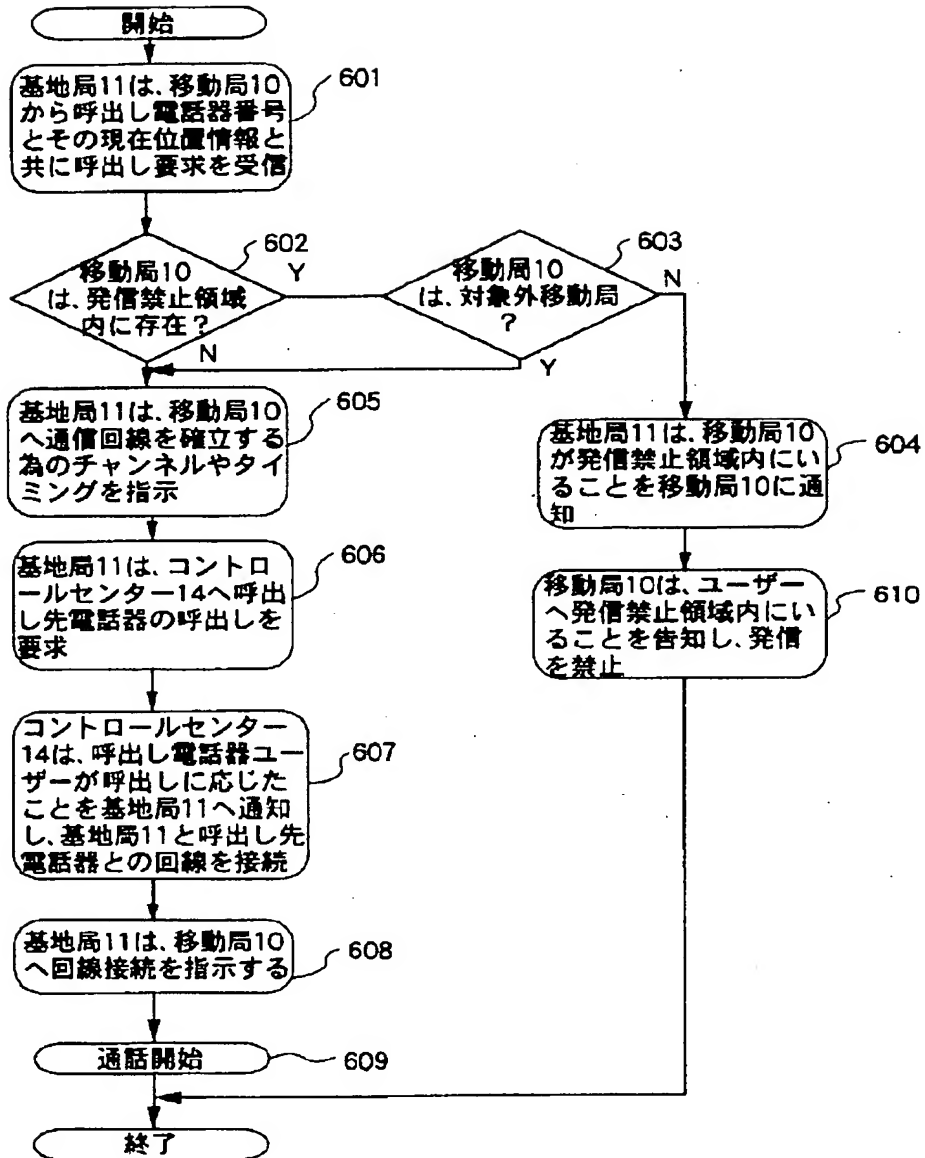 開始
基地局11は、移動局10
から呼出し電話器番号
とその現在位置情報と
共に呼出し要求を受信
601
移動局10
は、発信禁止領域
内に存在?
602
Y
N
移動局10
は、対象外移動局
?
603
N
Y
基地局11は、移動局10
へ通信回線を確立する
為のチャンネルやタイ
ミングを指示
605
基地局11は、移動局10
が発信禁止領域内にい
ることを移動局10に通
知
604
基地局11は、コントロ
ールセンター14へ呼出
し先電話器の呼出しを
要求
606
移動局10は、ユーザー
へ発信禁止領域内にい
ることを告知し、発信
を禁止
610
コントロールセンター
14は、呼出し電話器ユー
ザーが呼出しに応じた
ことを基地局11へ通知
し、基地局11と呼出し先
電話器との回線を接続
607
基地局11は、移動局10
へ回線接続を指示する
608
通話開始
609
終了